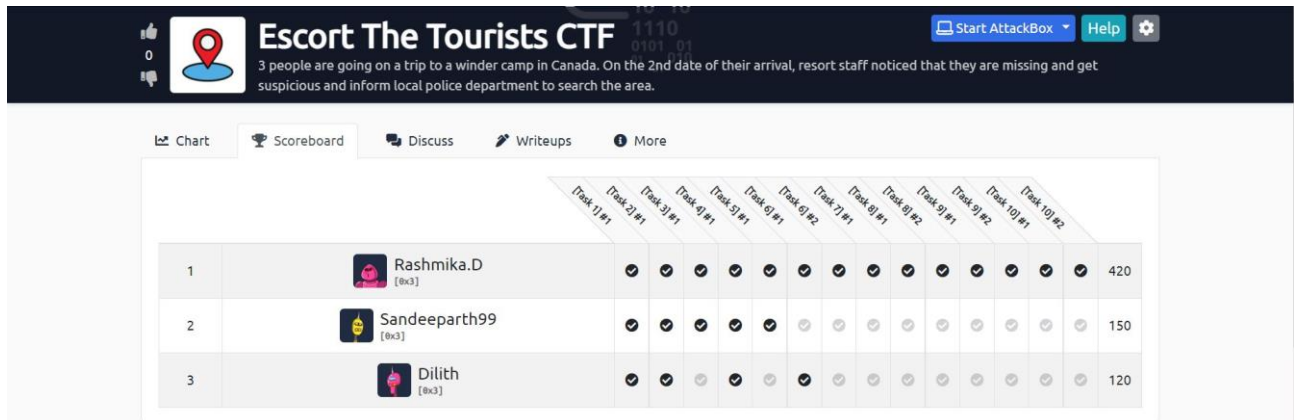 Escort The Tourists CTF
Start AttackBox
Help
0
3 people are going on a trip to a winder camp in Canada. On the 2nd date of their arrival, resort staff noticed that they are missing and get
suspicious and inform local police department to search the area.
Chart
Scoreboard
Discuss
Writeups
More
[Task 1] #1
[Task 2] #1
[Task 3] #1
[Task 4] #1
[Task 5] #1
[Task 6] #1
[Task 6] #2
[Task 7] #1
[Task 8] #1
[Task 8] #2
[Task 9] #1
[Task 9] #2
[Task 10] #1
[Task 10] #2
1
Rashmika.D
[0x3]
420
2
Sandeeparth99
[0x3]
150
3
Dilith
[0x3]
120